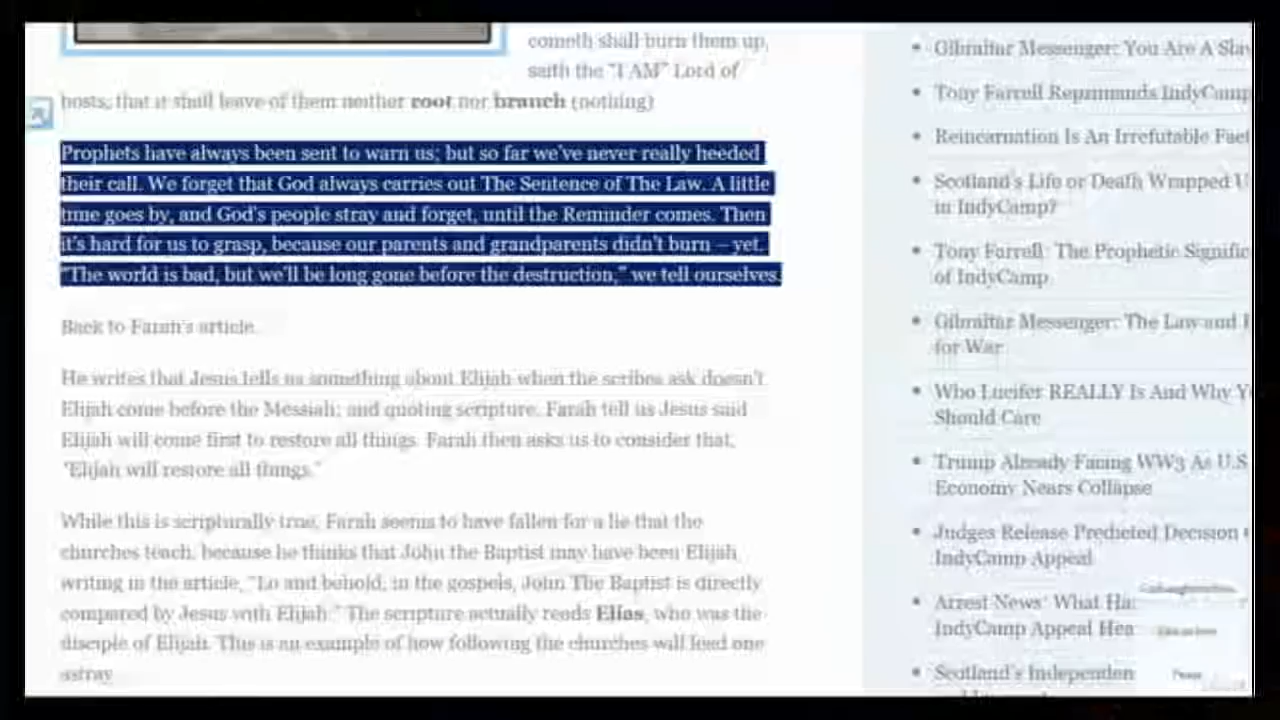 cometh shall burn them up,
saith the "I AM" Lord of
hosts, that it shall leave of them neither root nor branch (nothing)
Prophets have always been sent to warn us; but so far we've never really heeded
their call. We forget that God always carries out The Sentence of The Law. A little
time goes by, and God's people stray and forget, until the Reminder comes. Then
it's hard for us to grasp, because our parents and grandparents didn't burn – yet.
"The world is bad, but we'll be long gone before the destruction," we tell ourselves.
Back to Farah's article.
He writes that Jesus tells us something about Elijah when the scribes ask doesn't
Elijah come before the Messiah; and quoting scripture, Farah tell us Jesus said
Elijah will come first to restore all things. Farah then asks us to consider that,
"Elijah will restore all things."
While this is scripturally true, Farah seems to have fallen for a lie that the
churches teach, because he thinks that John the Baptist may have been Elijah
writing in the article, "Lo and behold, in the gospels, John The Baptist is directly
compared by Jesus with Elijah." The scripture actually reads Elias, who was the
disciple of Elijah. This is an example of how following the churches will lead one
astray
Gibraltar Messenger: You Are A Slav
Tony Farrell Reprimands IndyCamp
Reincarnation Is An Irrefutable Fact
Scotland's Life or Death Wrapped U
in IndyCamp?
Tony Farrell: The Prophetic Signific
of IndyCamp
Gibraltar Messenger: The Law and
for War
Who Lucifer REALLY Is And Why Y
Should Care
Trump Already Facing WW3 As U.S
Economy Nears Collapse
Judges Release Predicted Decision
IndyCamp Appeal
Arrest News: What Ha
IndyCamp Appeal Hea
Scotland's Independen